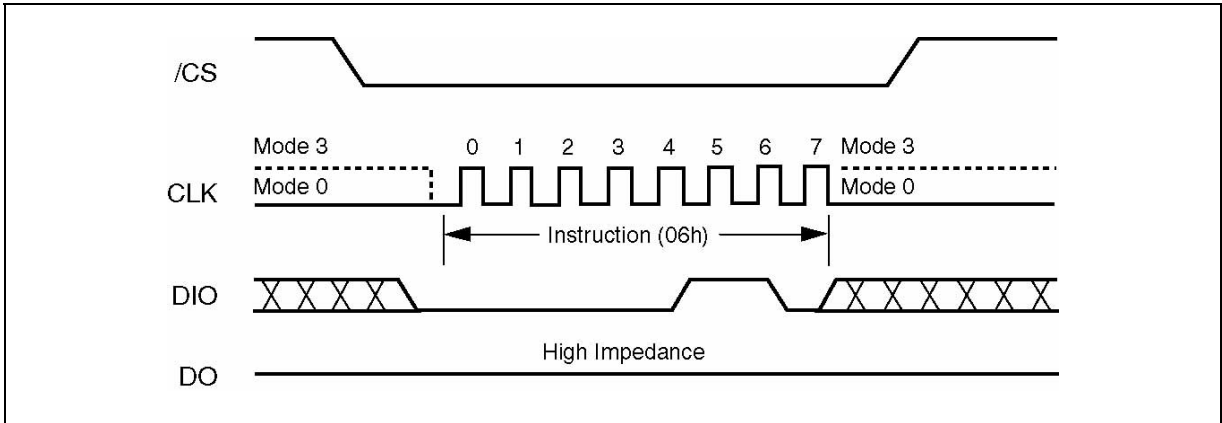 /CS
Mode 3 0 1 2 3 4 5 6 7 Mode 3
CLK Mode 0 Mode 0
Instruction (06h)
DIO
High Impedance
DO